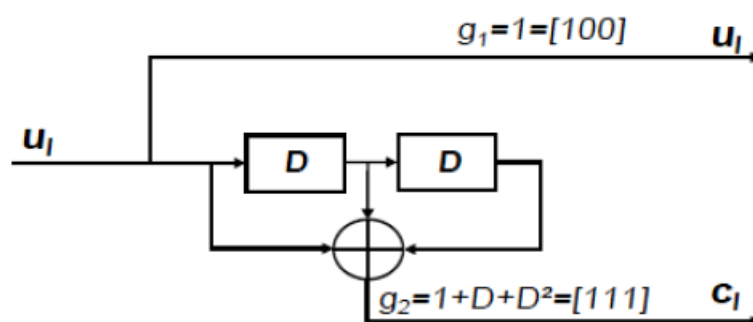 g₁=1=[100] uₗ
uₗ
D D
g₂=1+D+D²=[111] cₗ